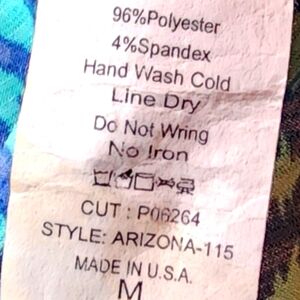 96%Polyester
4%Spandex
Hand Wash Cold
Line Dry
Do Not Wring
No Iron
CUT : P06264
STYLE: ARIZONA-115
MADE IN U.S.A.
M